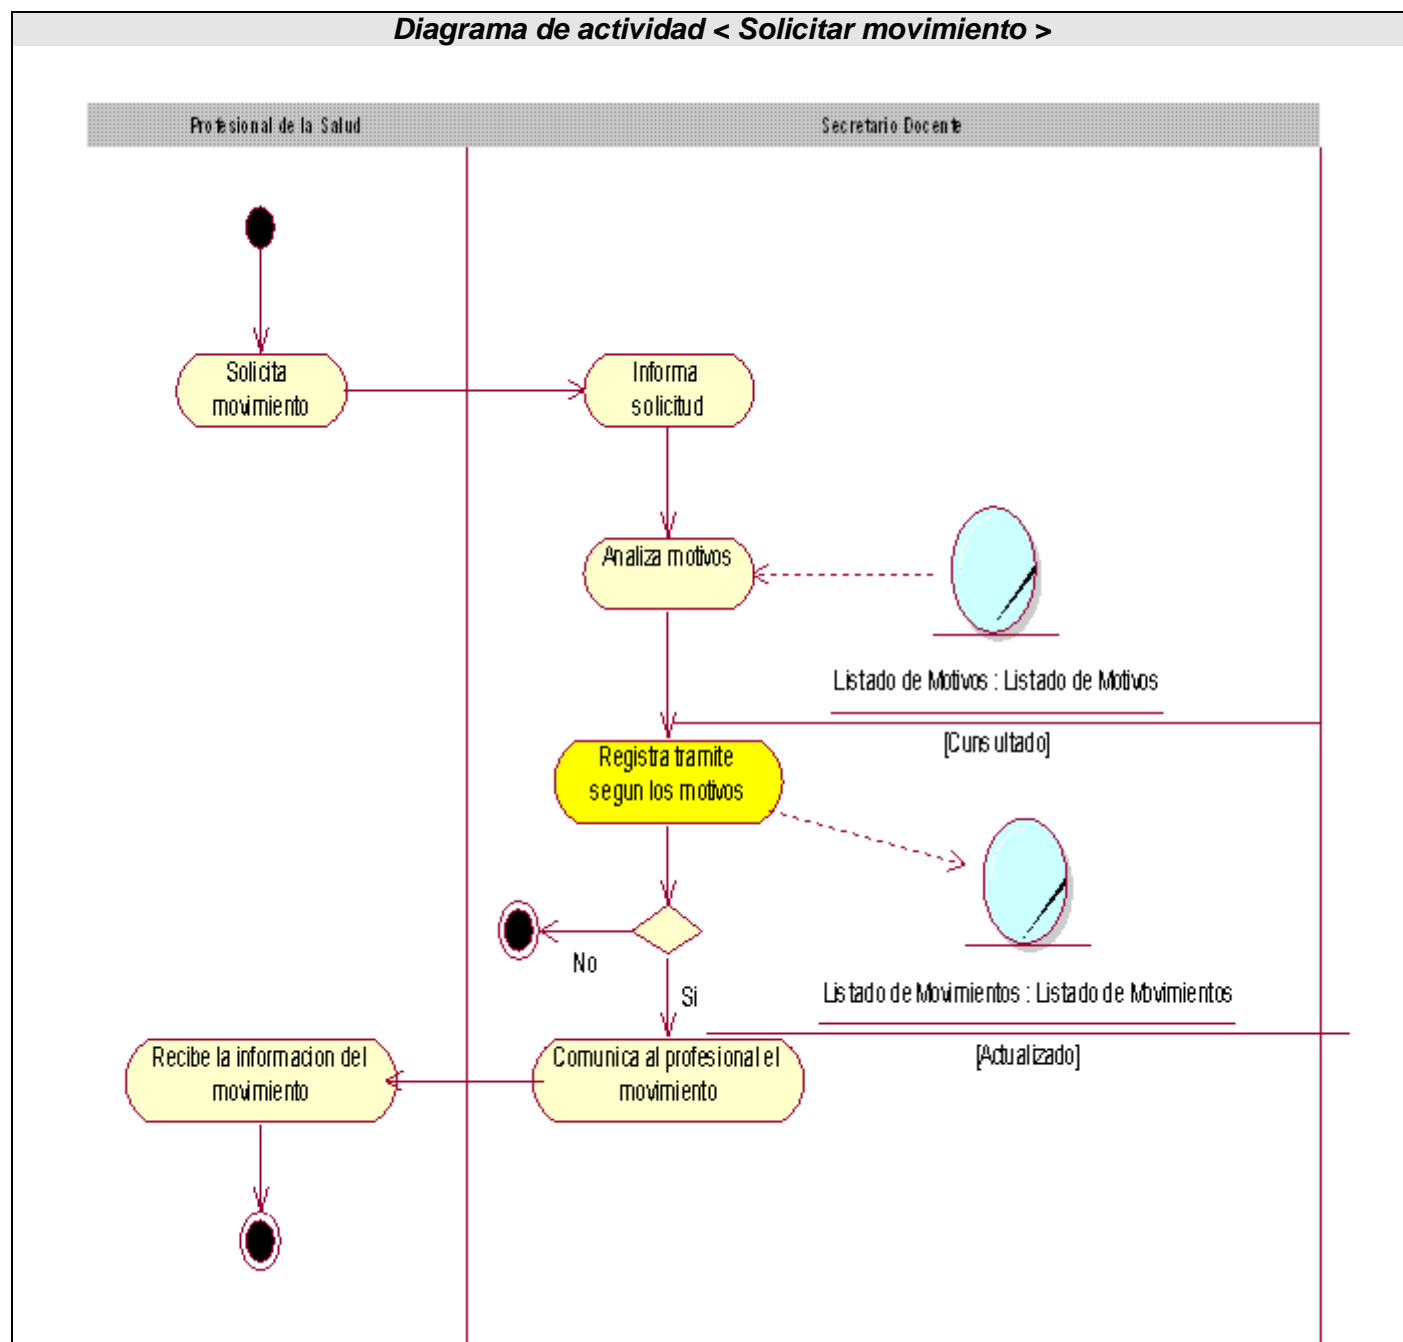 Diagrama de actividad < Solicitar movimiento >
Profesional de la Salud
Secretario Docente
Solicita
movimiento
Informa
solicitud
Analiza motivos
Listado de Motivos : Listado de Motivos
[Cunsultado]
Registra tramite
segun los motivos
No
Si
Listado de Movimientos : Listado de Movimientos
[Actualizado]
Recibe la informacion del
movimiento
Comunica al profesional el
movimiento